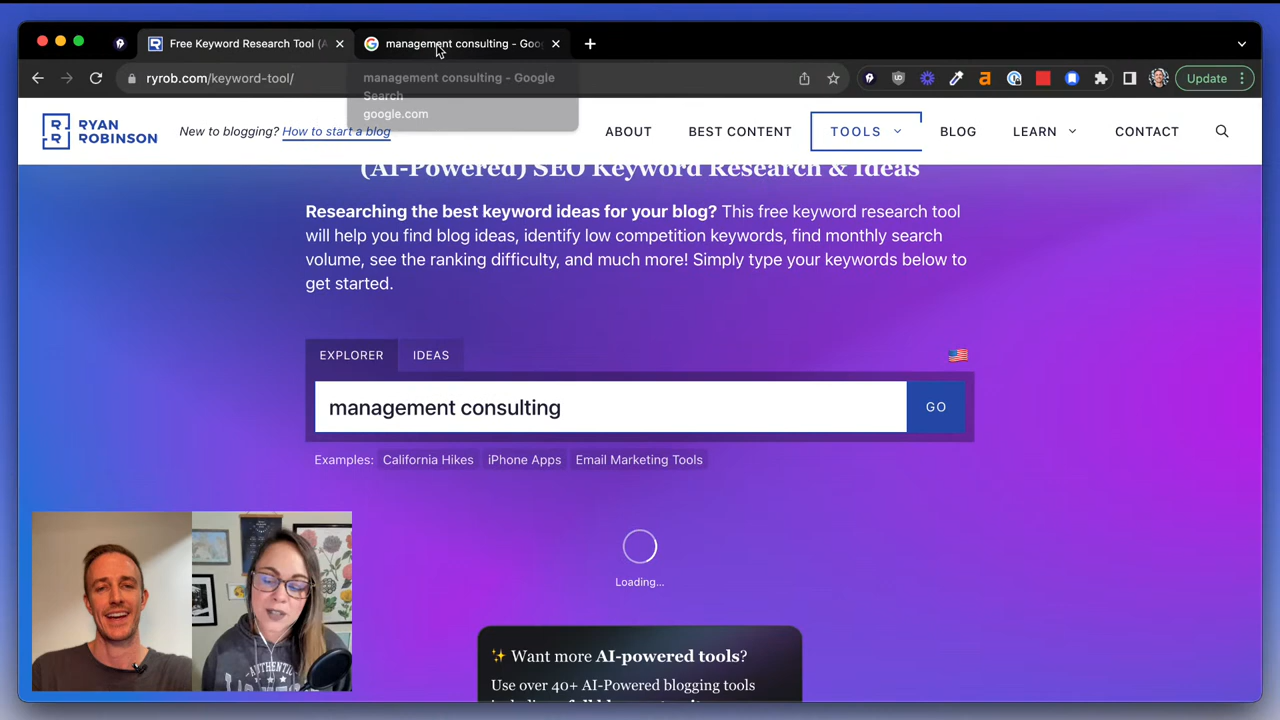 Free Keyword Research Tool (A
management consulting - Goo
ryrob.com/keyword-tool/
Update
management consulting - Google
Search
google.com
RYAN
ROBINSON
New to blogging? How to start a blog
ABOUT
BEST CONTENT
TOOLS
BLOG
LEARN
CONTACT
(AI-Powered) SEO Keyword Research & Ideas
Researching the best keyword ideas for your blog? This free keyword research tool
will help you find blog ideas, identify low competition keywords, find monthly search
volume, see the ranking difficulty, and much more! Simply type your keywords below to
get started.
EXPLORER
IDEAS
management consulting
GO
Examples:
California Hikes
iPhone Apps
Email Marketing Tools
Loading...
✨ Want more AI-powered tools?
Use over 40+ AI-Powered blogging tools
AUTHENTIC